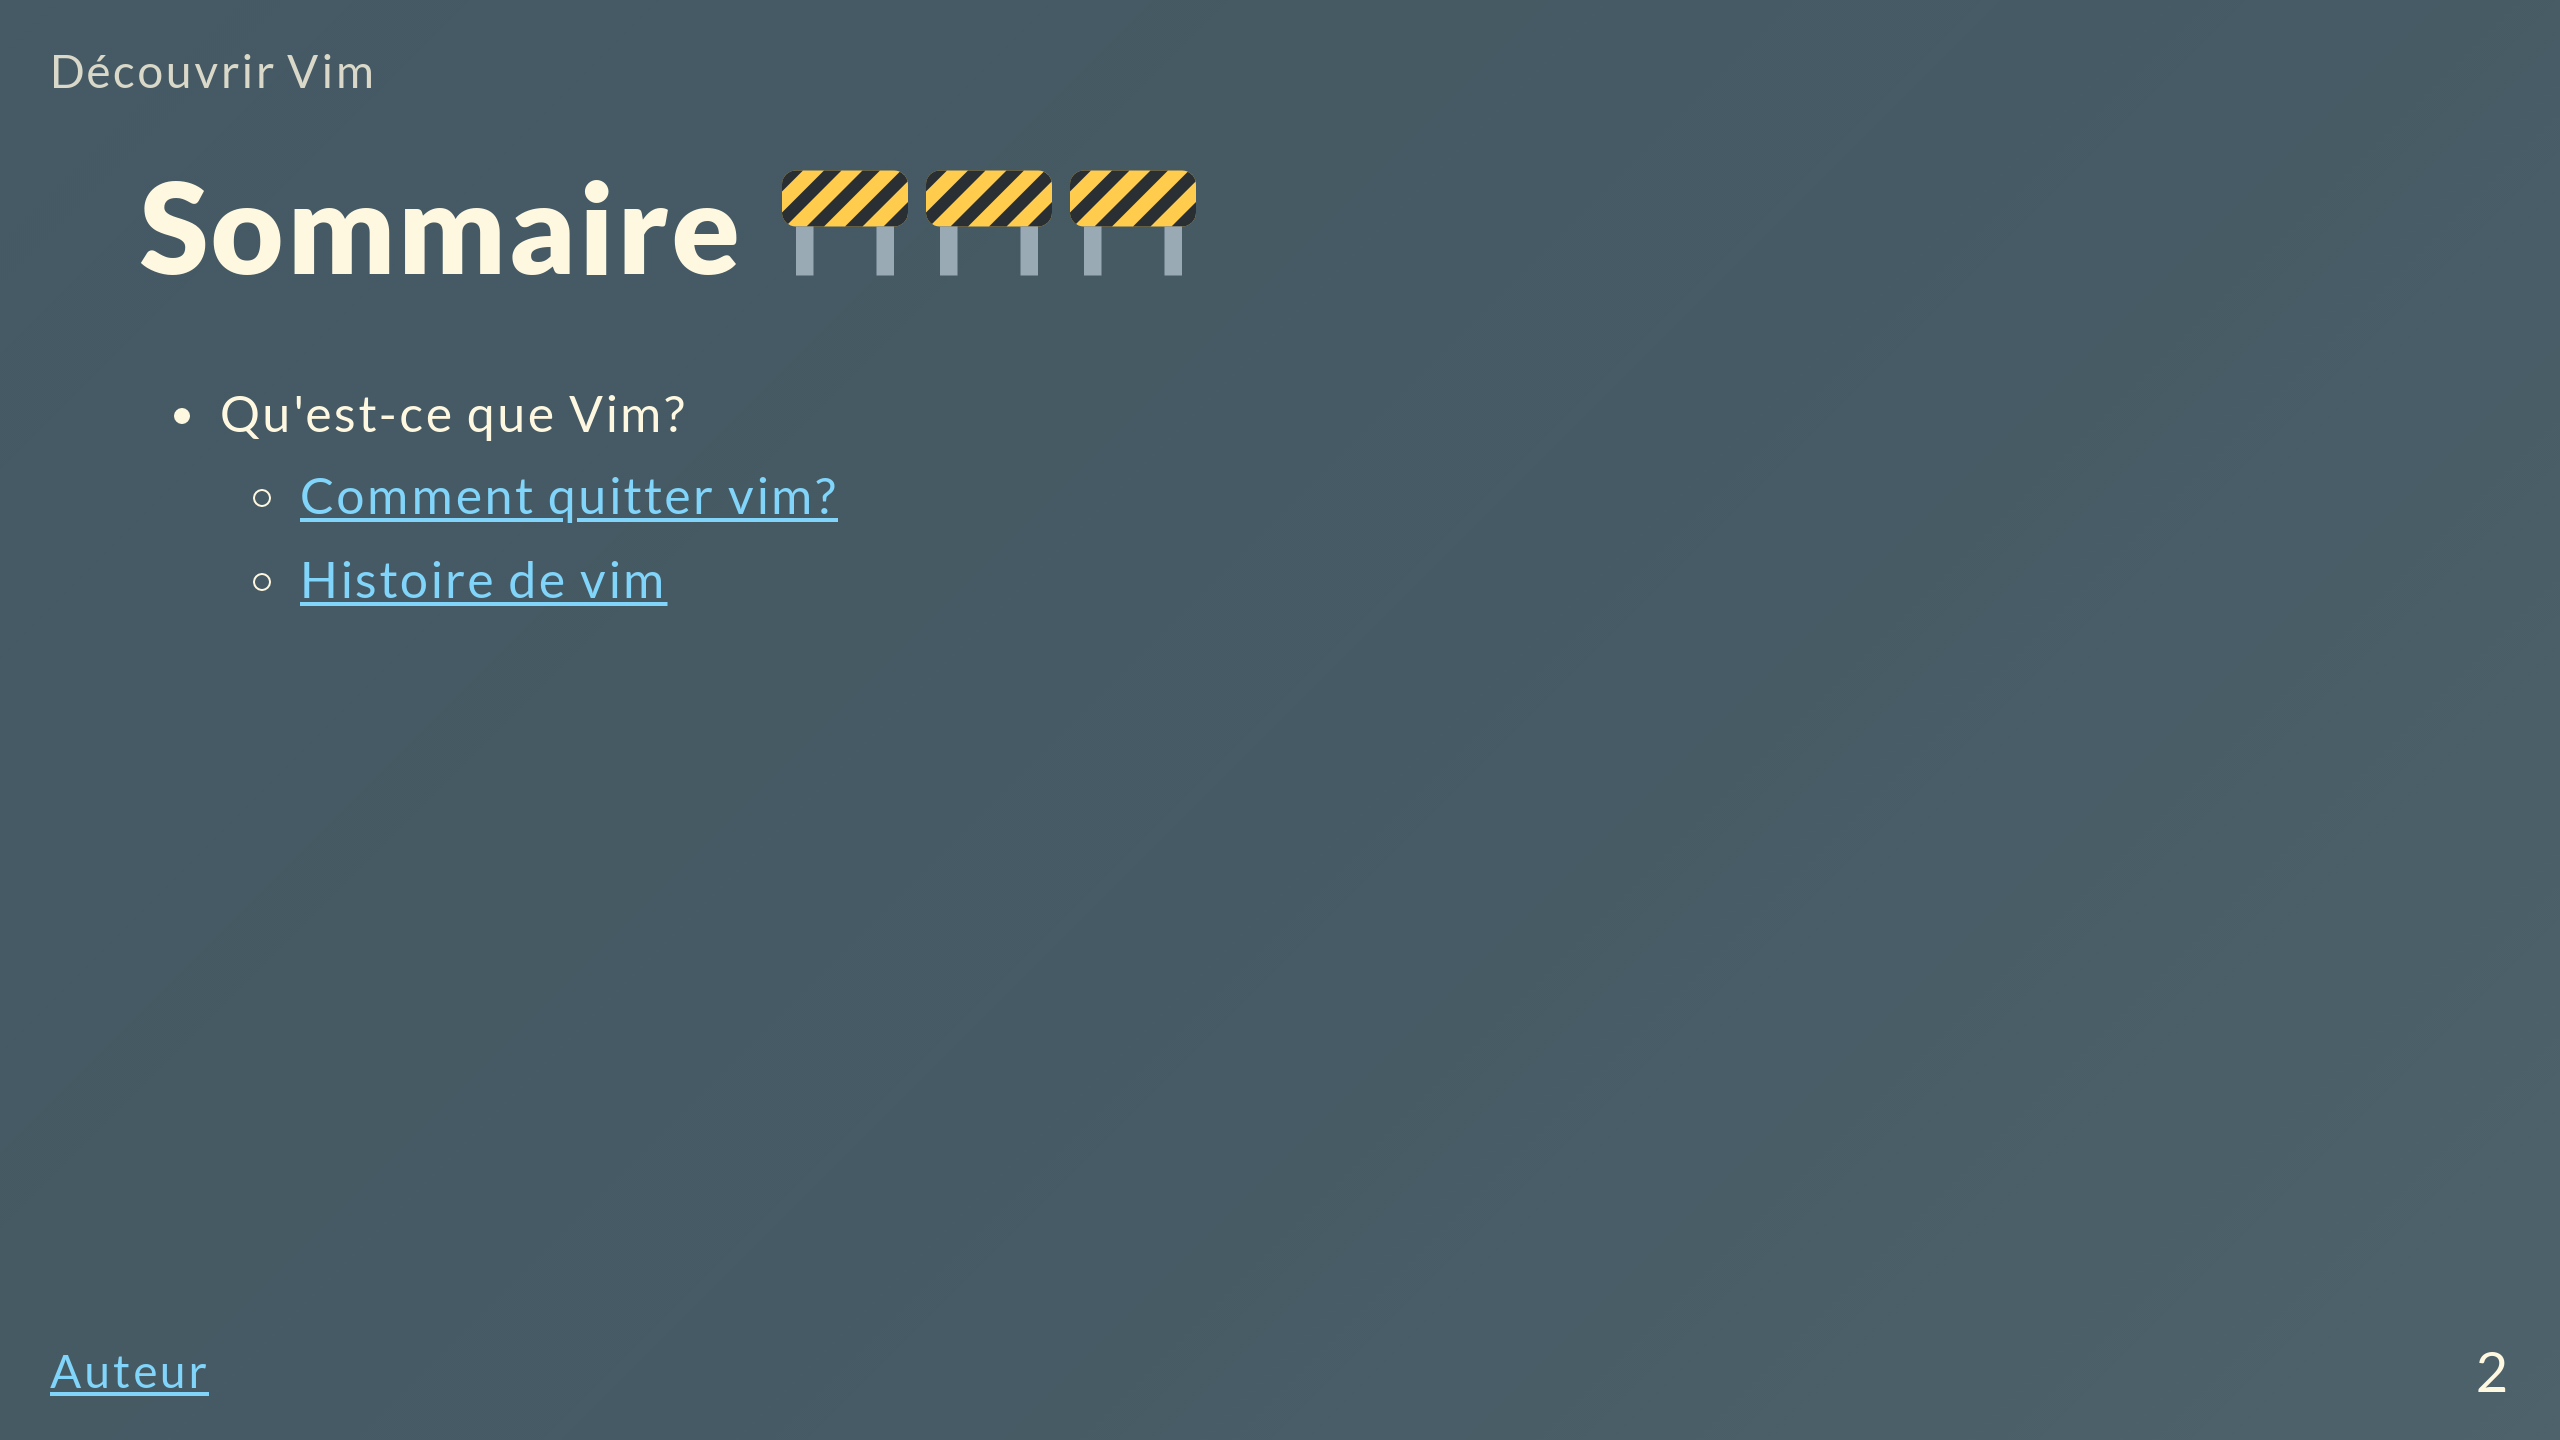 Découvrir Vim
Sommaire 🚧🚧🚧
Qu'est-ce que Vim?
Comment quitter vim?
Histoire de vim
Auteur
2